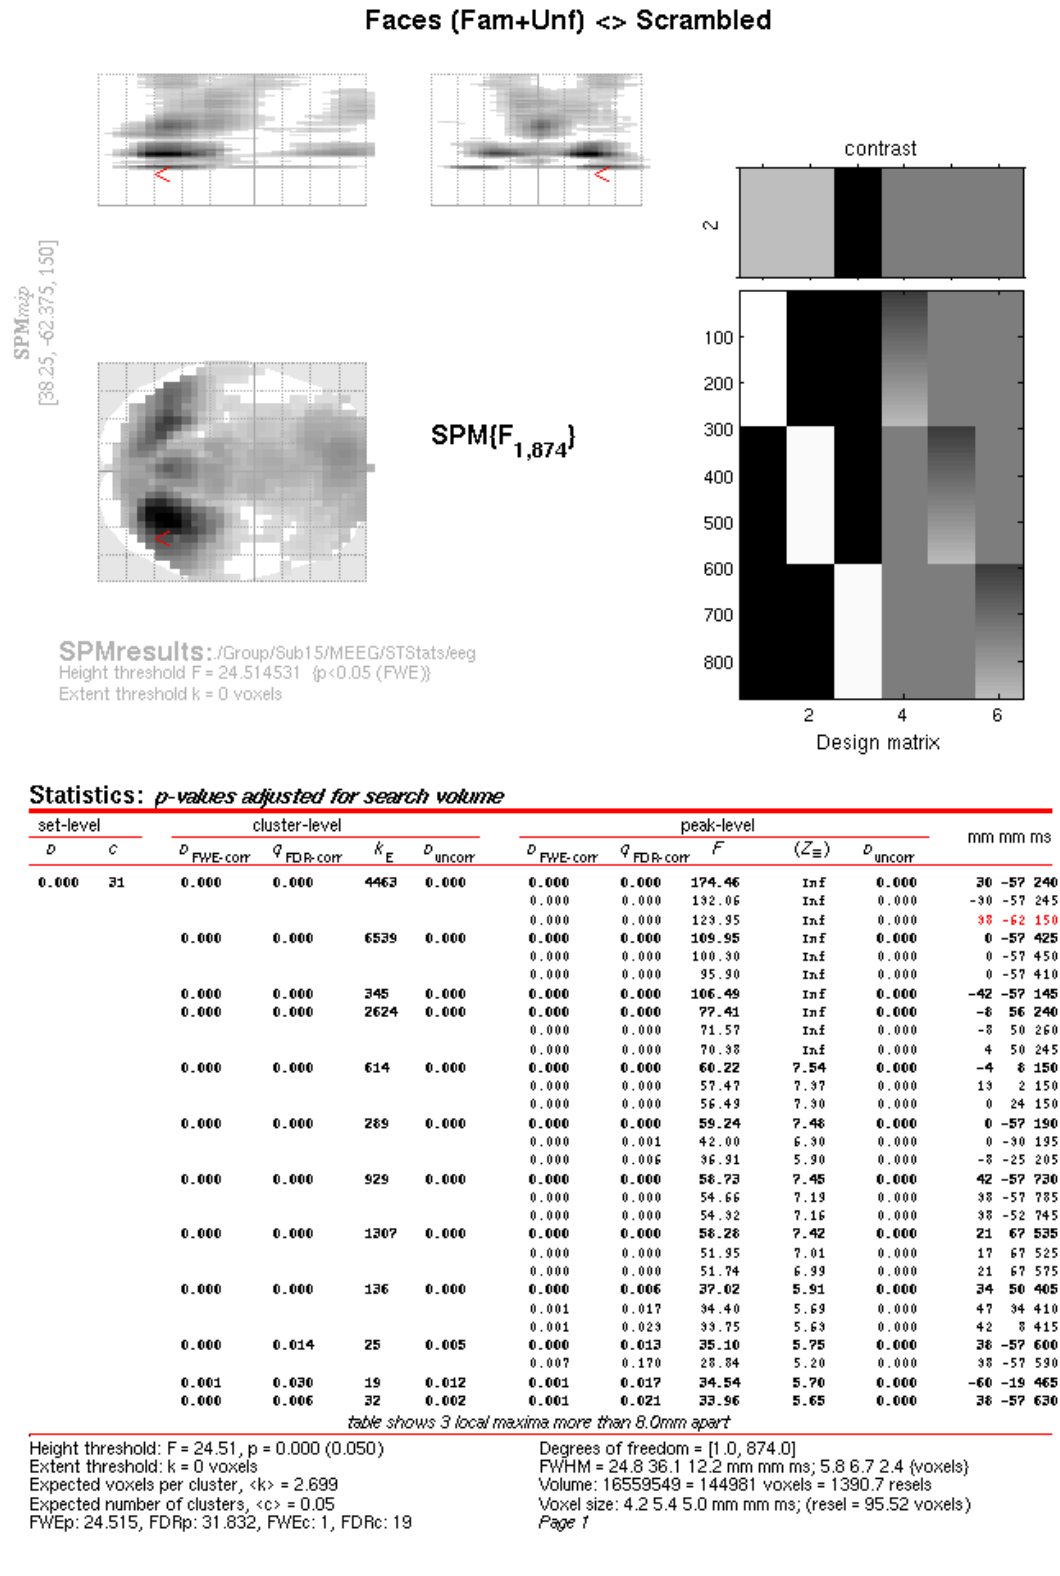 Faces (Fam+Unf) <> Scrambled
contrast
2
SPMmip
[38.25, -62.375, 150]
SPM{F1,874}
100
200
300
400
500
600
700
800
2 4 6
Design matrix
SPMresults: ./Group/Sub15/MEEG/STStats/eeg
Height threshold F = 24.514531 {p<0.05 (FWE)}
Extent threshold k = 0 voxels
Statistics: p-values adjusted for search volume
set-level cluster-level peak-level mm mm ms
p c p FWE-corr q FDR-corr k E p uncorr p FWE-corr q FDR-corr F (Z≡) p uncorr
0.000 31 0.000 0.000 4463 0.000 0.000 0.000 174.46 Inf 0.000 30 -57 240
0.000 0.000 132.06 Inf 0.000 -30 -57 245
0.000 0.000 123.95 Inf 0.000 38 -62 150
0.000 0.000 6539 0.000 0.000 0.000 109.95 Inf 0.000 0 -57 425
0.000 0.000 100.30 Inf 0.000 0 -57 450
0.000 0.000 95.90 Inf 0.000 0 -57 410
0.000 0.000 345 0.000 0.000 0.000 106.49 Inf 0.000 -42 -57 145
0.000 0.000 2624 0.000 0.000 0.000 77.41 Inf 0.000 -8 56 240
0.000 0.000 71.57 Inf 0.000 -8 50 260
0.000 0.000 70.38 Inf 0.000 4 50 245
0.000 0.000 614 0.000 0.000 0.000 60.22 7.54 0.000 -4 8 150
0.000 0.000 57.47 7.37 0.000 13 2 150
0.000 0.000 56.49 7.30 0.000 0 24 150
0.000 0.000 289 0.000 0.000 0.000 59.24 7.48 0.000 0 -57 190
0.000 0.001 42.00 6.30 0.000 0 -30 195
0.000 0.006 36.91 5.90 0.000 -8 -25 205
0.000 0.000 929 0.000 0.000 0.000 58.73 7.45 0.000 42 -57 730
0.000 0.000 54.66 7.19 0.000 38 -57 785
0.000 0.000 54.32 7.16 0.000 38 -52 745
0.000 0.000 1307 0.000 0.000 0.000 58.28 7.42 0.000 21 67 535
0.000 0.000 51.95 7.01 0.000 17 67 525
0.000 0.000 51.74 6.99 0.000 21 67 575
0.000 0.000 136 0.000 0.000 0.006 37.02 5.91 0.000 34 50 405
0.001 0.017 34.40 5.69 0.000 47 34 410
0.001 0.023 33.75 5.63 0.000 42 8 415
0.000 0.014 25 0.005 0.000 0.013 35.10 5.75 0.000 38 -57 600
0.007 0.170 28.84 5.20 0.000 38 -57 590
0.001 0.030 19 0.012 0.001 0.017 34.54 5.70 0.000 -60 -19 465
0.000 0.006 32 0.002 0.001 0.021 33.96 5.65 0.000 38 -57 630
table shows 3 local maxima more than 8.0mm apart
Height threshold: F = 24.51, p = 0.000 (0.050)
Extent threshold: k = 0 voxels
Expected voxels per cluster, <k> = 2.699
Expected number of clusters, <c> = 0.05
FWEp: 24.515, FDRp: 31.832, FWEc: 1, FDRc: 19
Degrees of freedom = [1.0, 874.0]
FWHM = 24.8 36.1 12.2 mm mm ms; 5.8 6.7 2.4 {voxels}
Volume: 16559549 = 144981 voxels = 1390.7 resels
Voxel size: 4.2 5.4 5.0 mm mm ms; (resel = 95.52 voxels)
Page 1